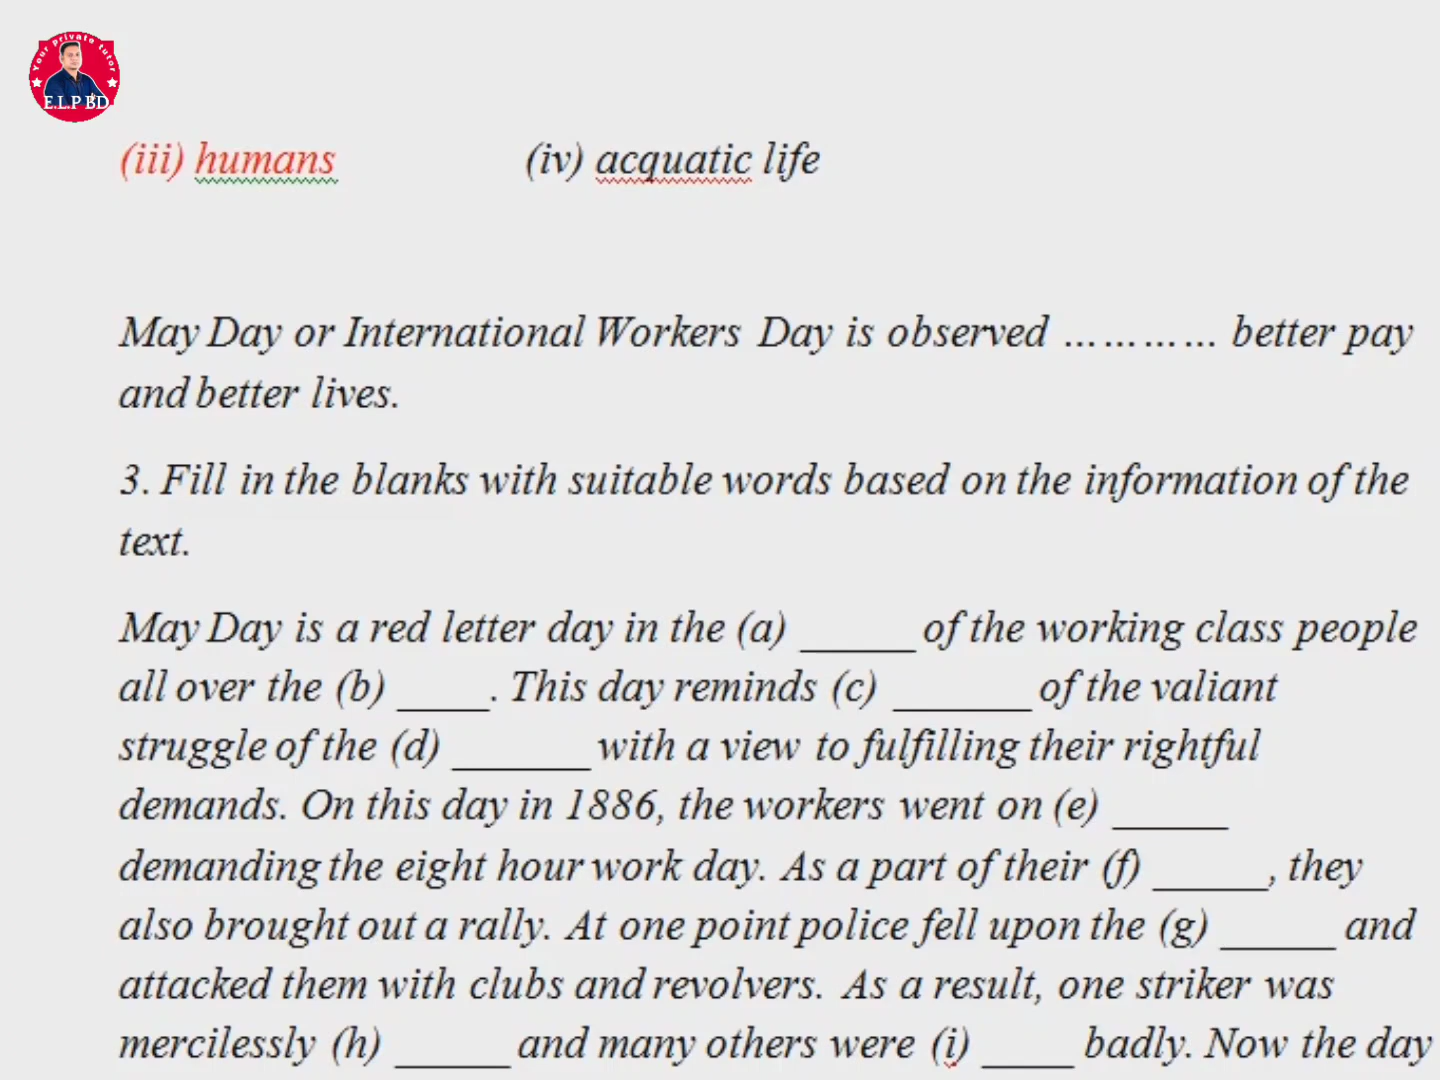 Your private tutor
E.L.P BD
(iii) humans (iv) acquatic life
May Day or International Workers Day is observed ………… better pay
and better lives.
3. Fill in the blanks with suitable words based on the information of the
text.
May Day is a red letter day in the (a) _____ of the working class people
all over the (b) ____. This day reminds (c) ______ of the valiant
struggle of the (d) ______ with a view to fulfilling their rightful
demands. On this day in 1886, the workers went on (e) _____
demanding the eight hour work day. As a part of their (f) _____, they
also brought out a rally. At one point police fell upon the (g) _____ and
attacked them with clubs and revolvers. As a result, one striker was
mercilessly (h) _____ and many others were (i) ____ badly. Now the day